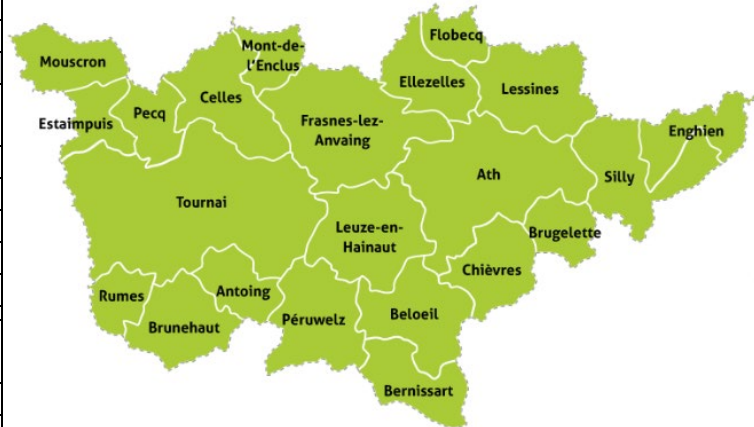 Flobecq
Mont-de-
l'Enclus
Mouscron
Ellezelles
Lessines
Celles
Pecq
Estaimpuis
Frasnes-lez-
Anvaing
Enghien
Ath
Silly
Tournai
Leuze-en-
Hainaut
Brugelette
Chièvres
Rumes
Antoing
Brunehaut
Péruwelz
Beloeil
Bernissart